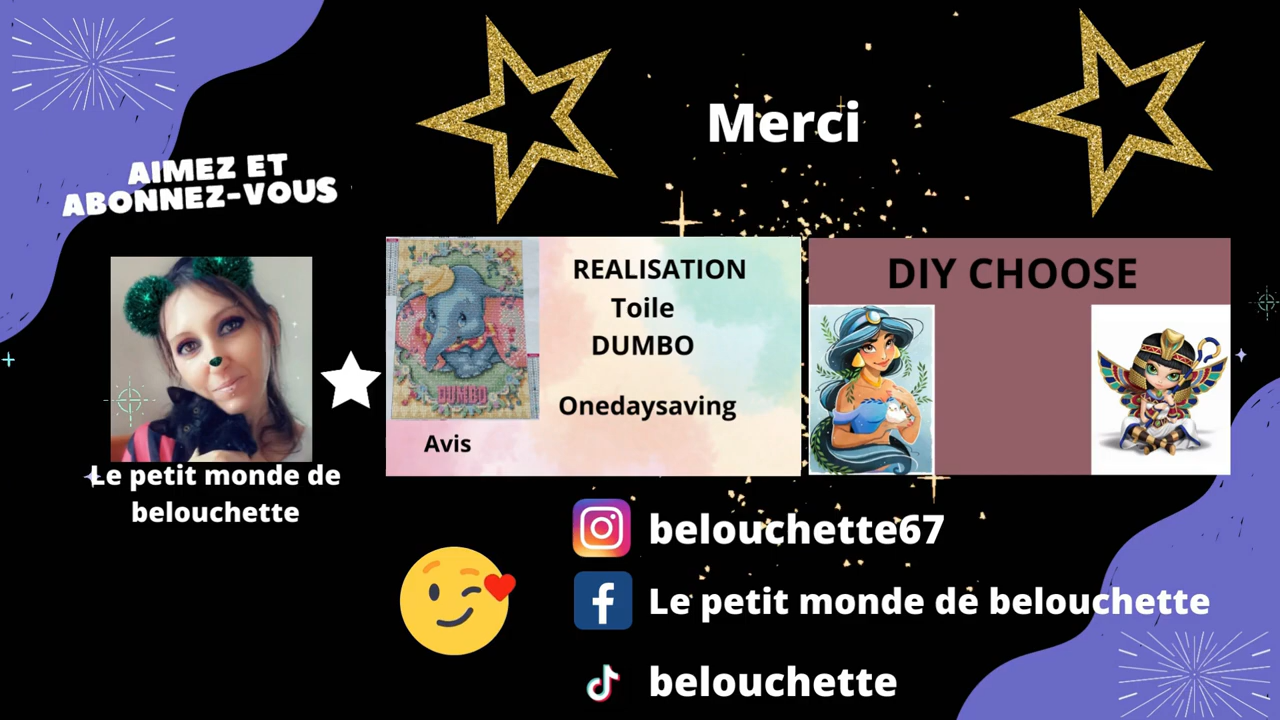 Merci
AIMEZ ET
ABONNEZ-VOUS
Le petit monde de
belouchette
REALISATION
Toile
DUMBO
Onedaysaving
DUMBO
Avis
DIY CHOOSE
belouchette67
Le petit monde de belouchette
belouchette